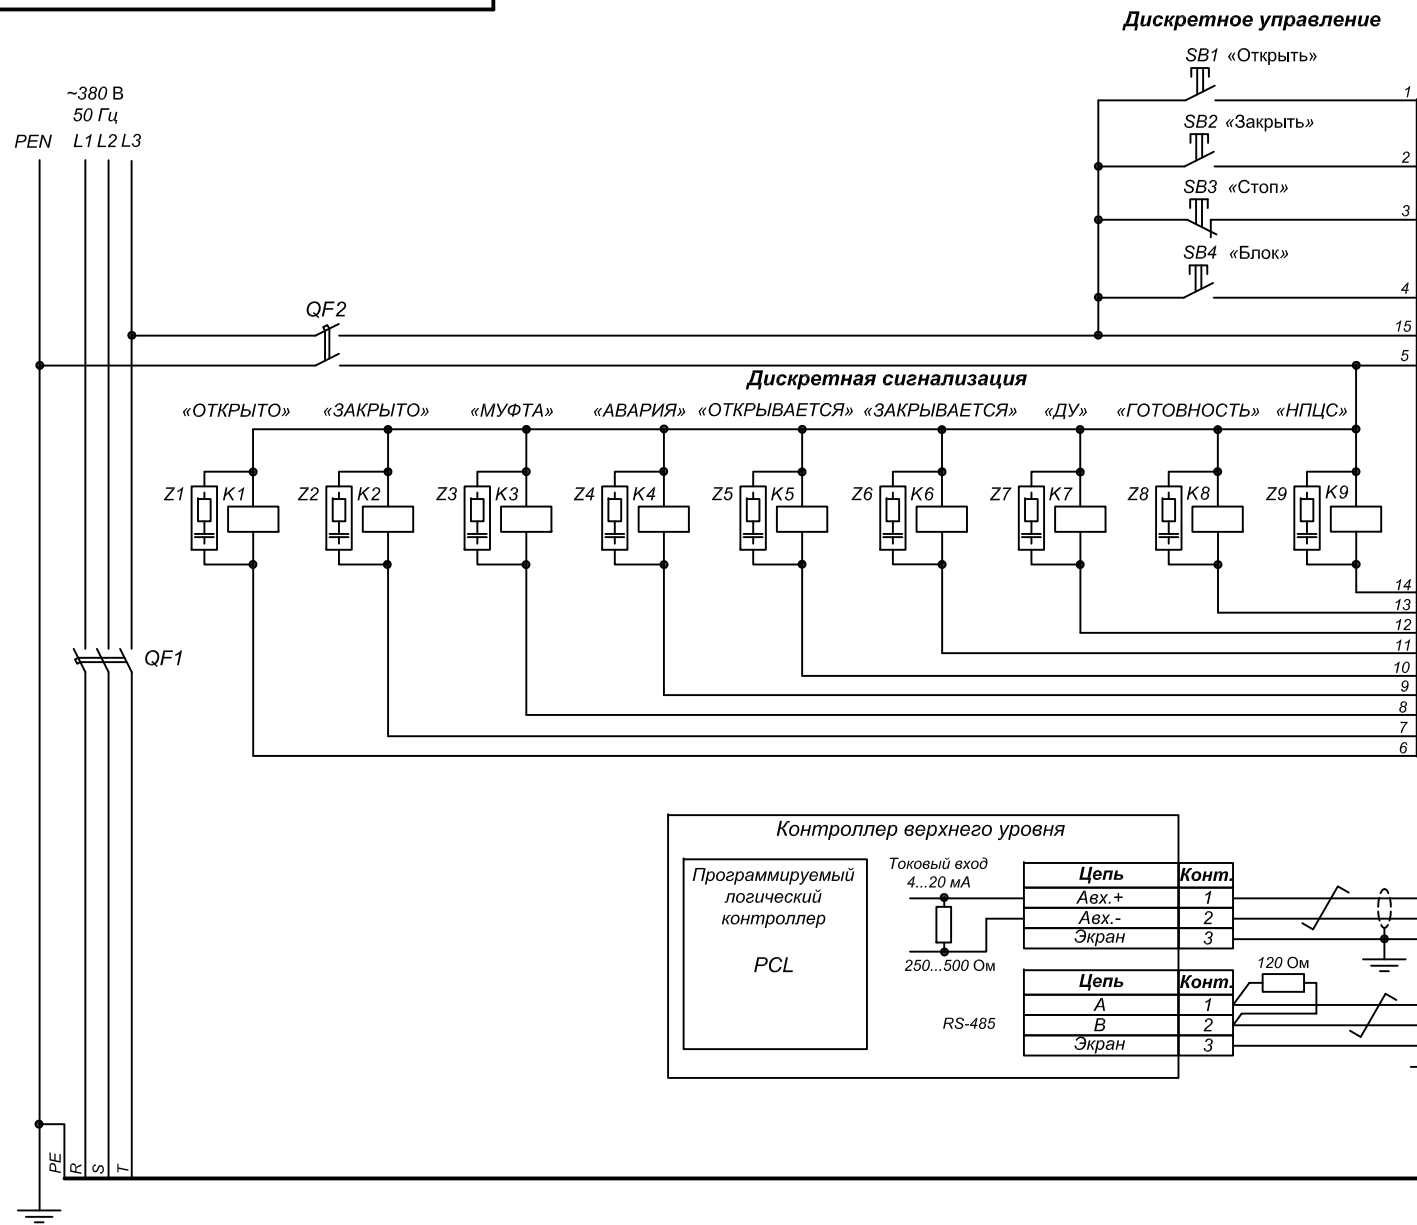 Дискретное управление
SB1 «Открыть»
1
~380 В
50 Гц
PEN L1 L2 L3
SB2 «Закрыть»
2
SB3 «Стоп»
3
SB4 «Блок»
4
QF2
15
5
Дискретная сигнализация
«ОТКРЫТО» «ЗАКРЫТО» «МУФТА» «АВАРИЯ» «ОТКРЫВАЕТСЯ» «ЗАКРЫВАЕТСЯ» «ДУ» «ГОТОВНОСТЬ» «НПЦС»
Z1 K1 Z2 K2 Z3 K3 Z4 K4 Z5 K5 Z6 K6 Z7 K7 Z8 K8 Z9 K9
14
13
12
11
QF1
10
9
8
7
6
Контроллер верхнего уровня
Программируемый
логический
контроллер
PCL
Токовый вход
4...20 мА
250...500 Ом
Цепь Конт.
Авх.+ 1
Авх.- 2
Экран 3
120 Ом
RS-485
Цепь Конт.
A 1
B 2
Экран 3
PE R S T